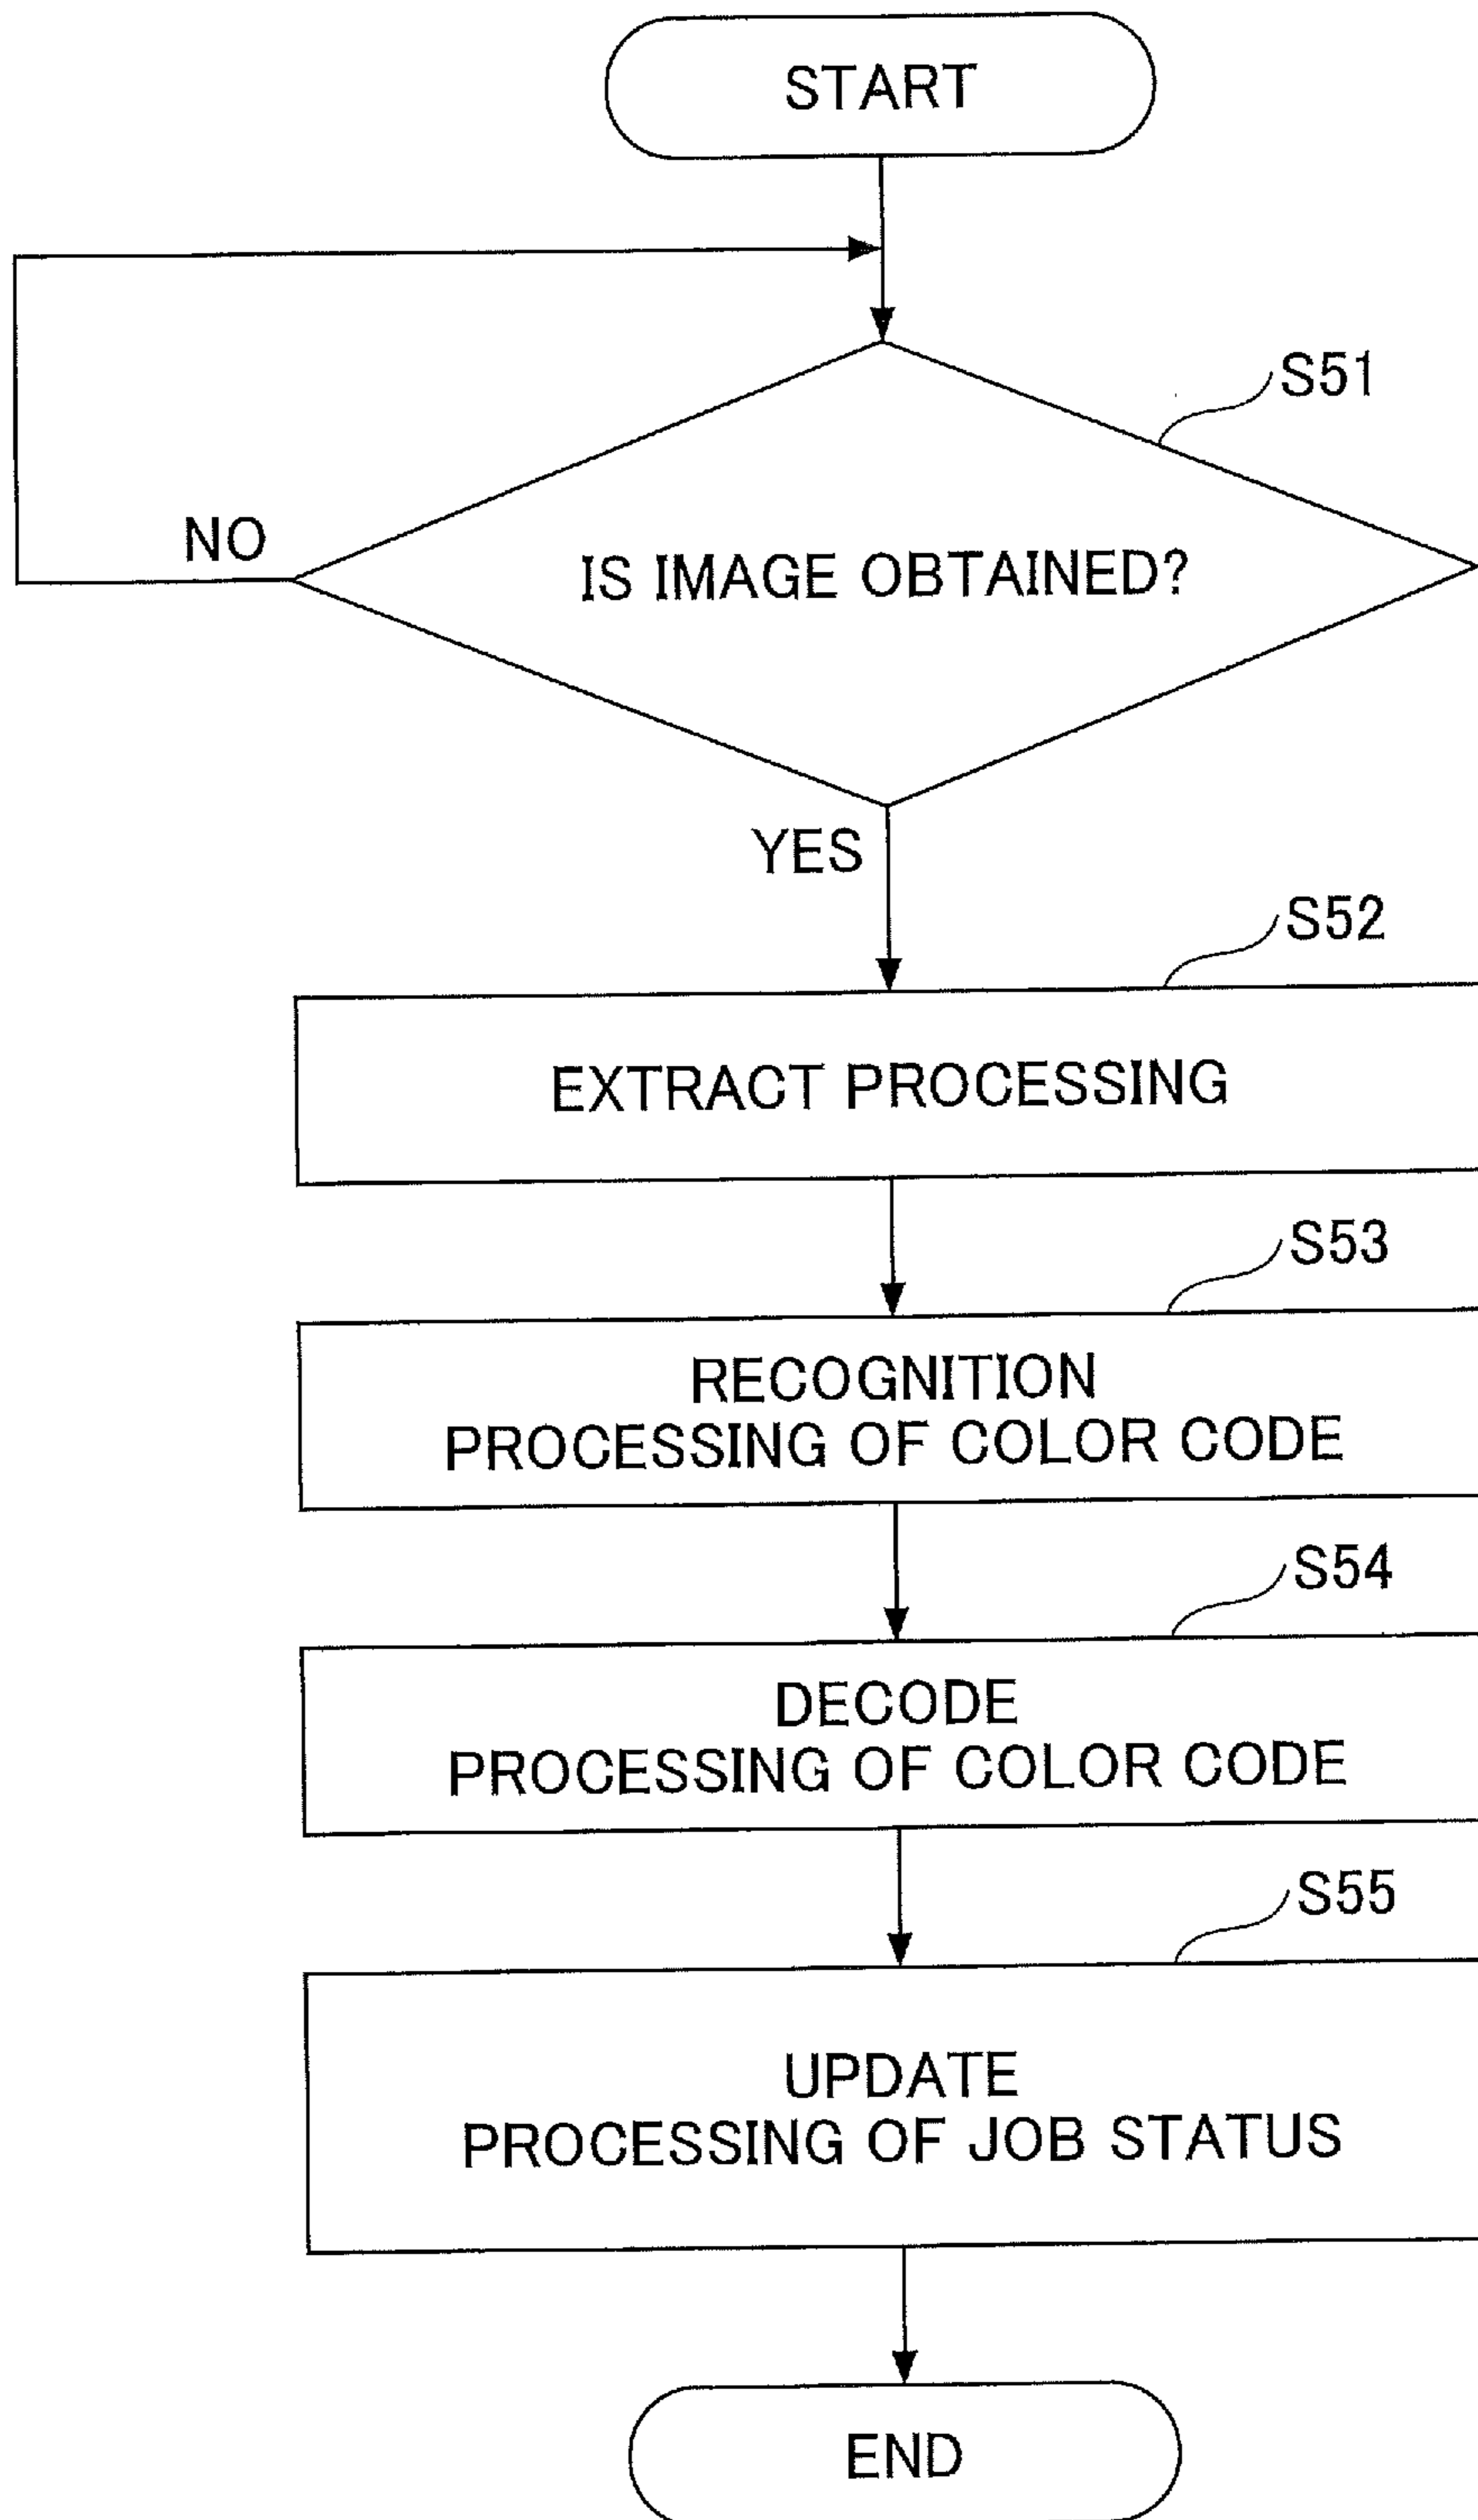 START
S51
NO
IS IMAGE OBTAINED?
YES
S52
EXTRACT PROCESSING
S53
RECOGNITION
PROCESSING OF COLOR CODE
S54
DECODE
PROCESSING OF COLOR CODE
S55
UPDATE
PROCESSING OF JOB STATUS
END